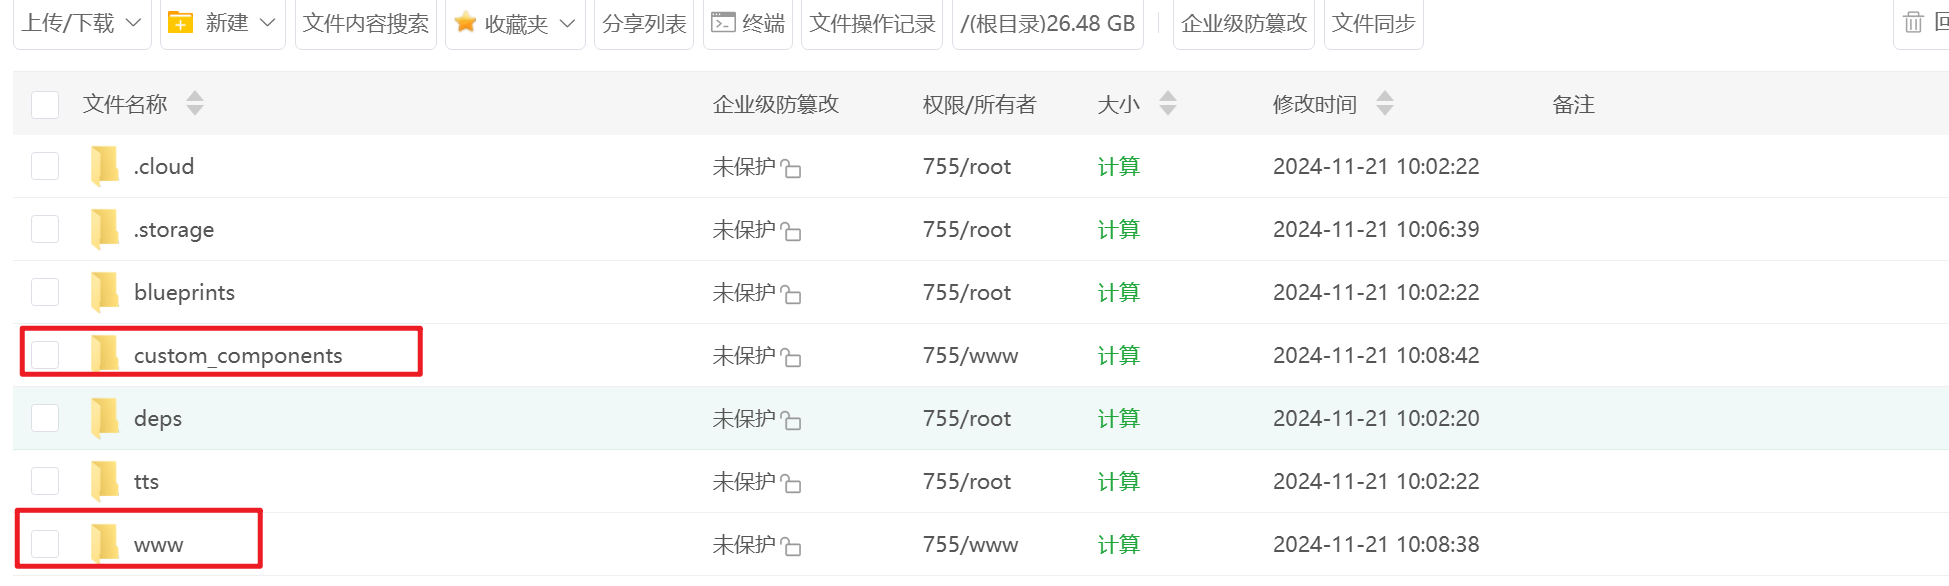 上传/下载 新建 文件内容搜索 收藏夹 分享列表 终端 文件操作记录 /(根目录)26.48 GB 企业级防篡改 文件同步
文件名称 企业级防篡改 权限/所有者 大小 修改时间 备注
.cloud 未保护 755/root 计算 2024-11-21 10:02:22
.storage 未保护 755/root 计算 2024-11-21 10:06:39
blueprints 未保护 755/root 计算 2024-11-21 10:02:22
custom_components 未保护 755/www 计算 2024-11-21 10:08:42
deps 未保护 755/root 计算 2024-11-21 10:02:20
tts 未保护 755/root 计算 2024-11-21 10:02:22
www 未保护 755/www 计算 2024-11-21 10:08:38